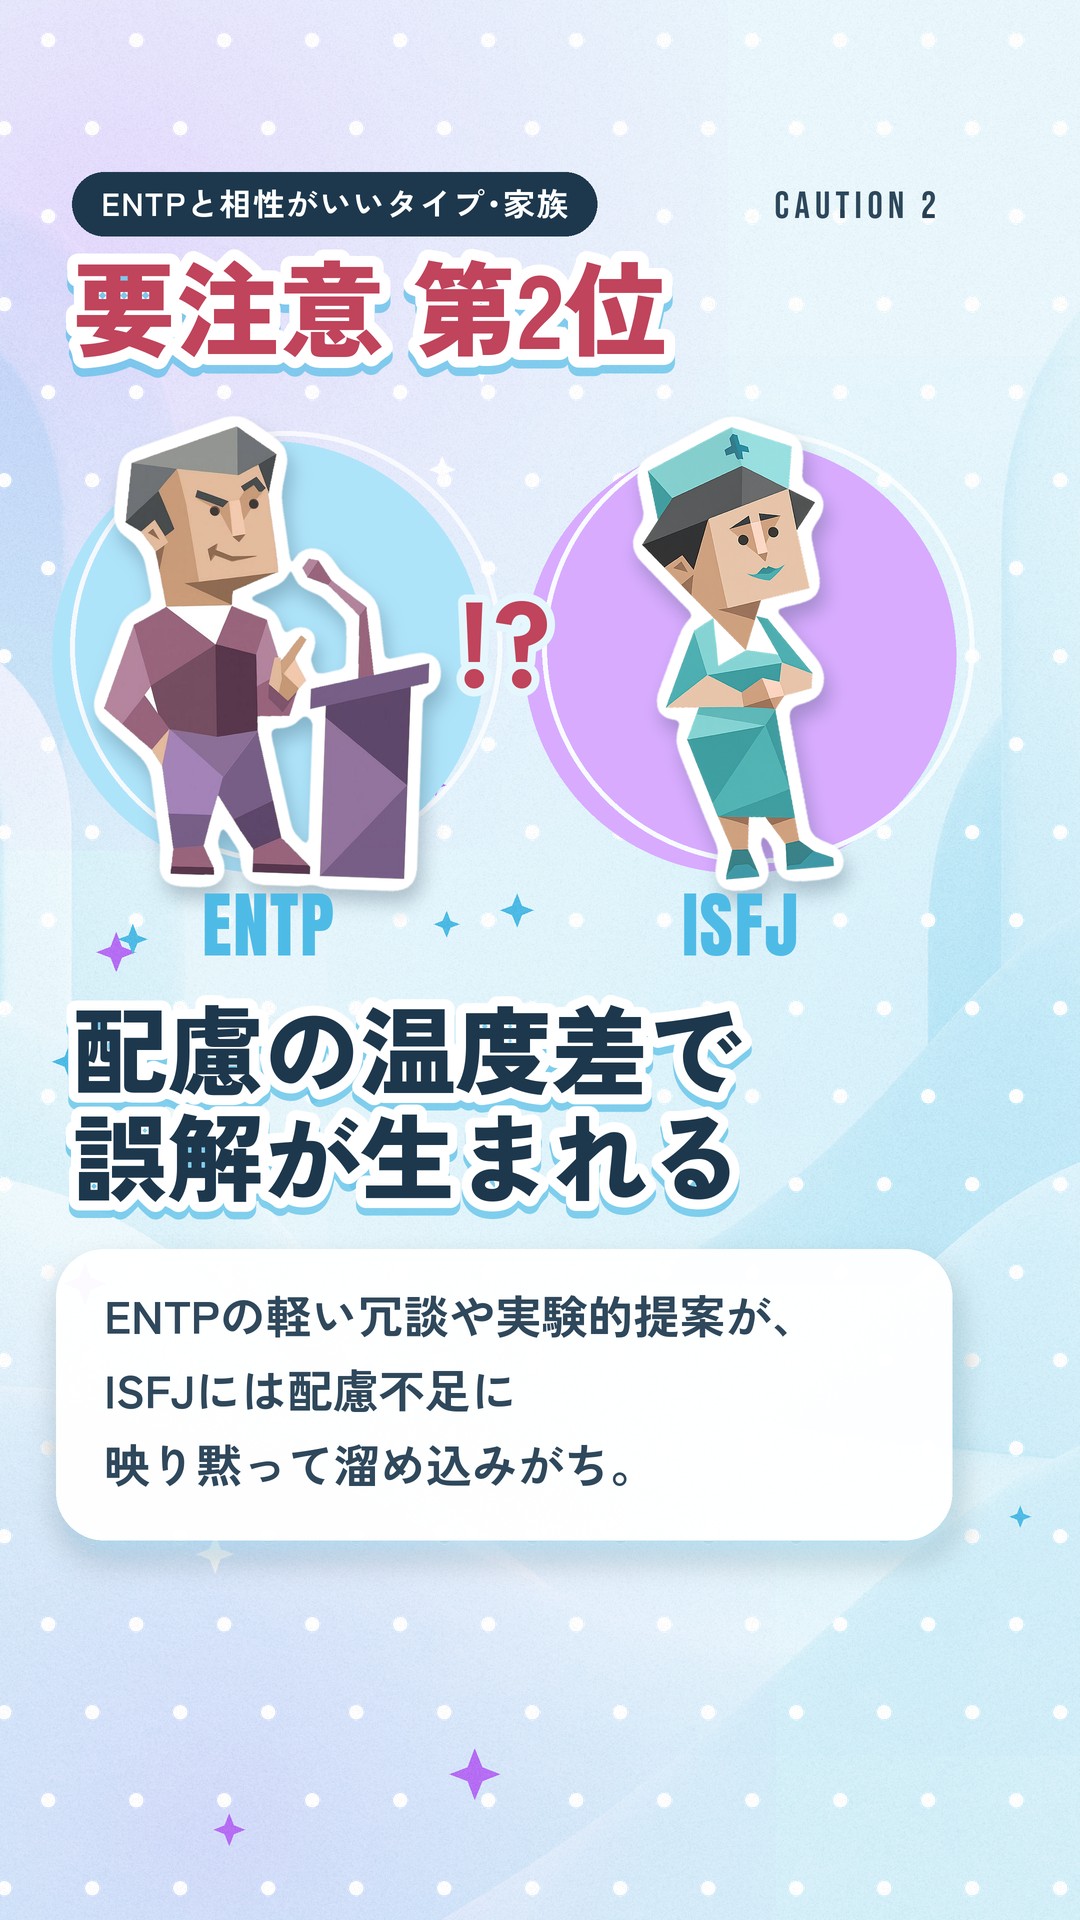 ENTPと相性がいいタイプ・家族
CAUTION 2
要注意 第2位
!?
ENTP
ISFJ
配慮の温度差で
誤解が生まれる
ENTPの軽い冗談や実験的提案が、
ISFJには配慮不足に
映り黙って溜め込みがち。